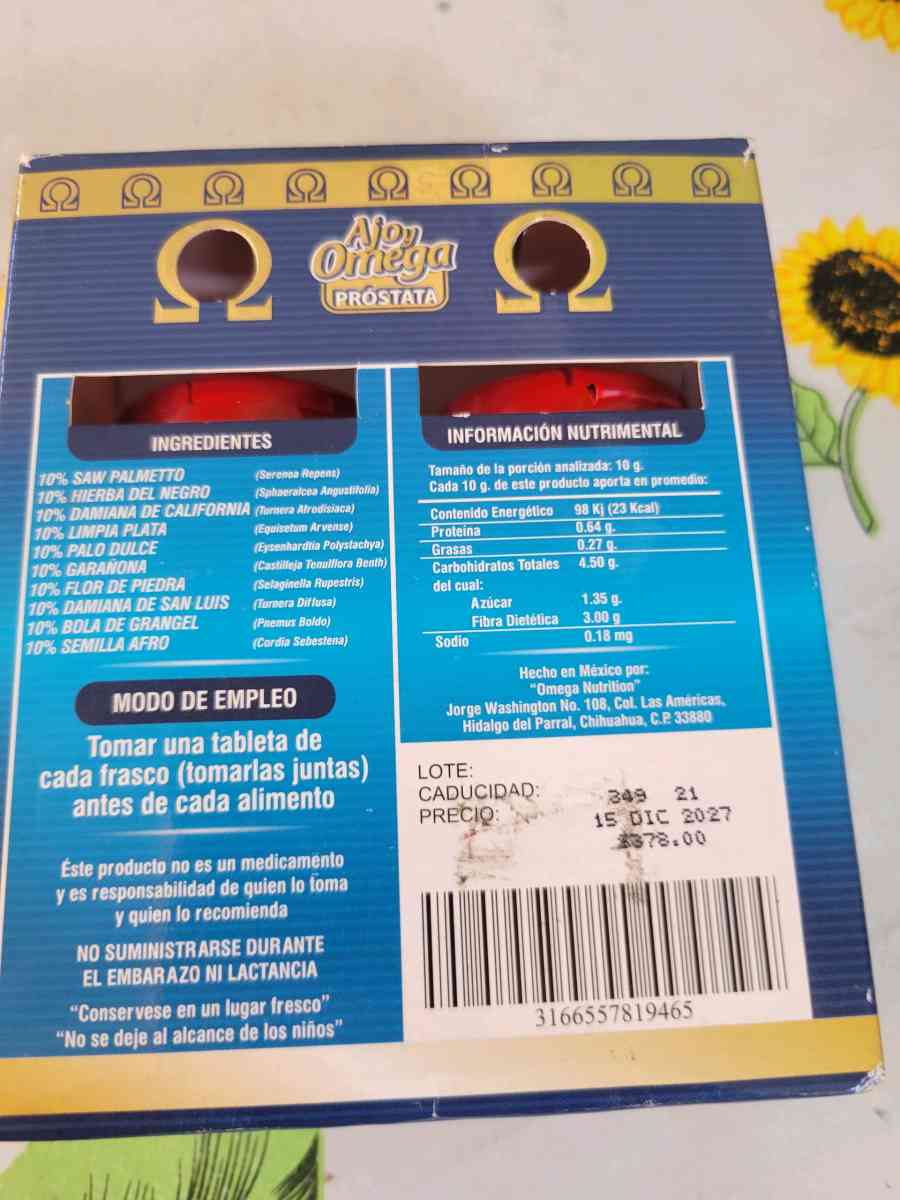 Ω Ω Ω Ω Ω Ω Ω Ω Ω
Ω Ω
Ajo y
Omega
PRÓSTATA
INGREDIENTES
10% SAW PALMETTO (Serenoa Repens)
10% HIERBA DEL NEGRO (Sphaeralcea Angustifolia)
10% DAMIANA DE CALIFORNIA (Turnera Afrodisiaca)
10% LIMPIA PLATA (Equisetum Arvense)
10% PALO DULCE (Eysenhardtia Polystachya)
10% GARAÑONA (Castilleja Tenulflora Benth)
10% FLOR DE PIEDRA (Selaginella Rupestris)
10% DAMIANA DE SAN LUIS (Turnera Diffusa)
10% BOLA DE GRANGEL (Pnemus Boldo)
10% SEMILLA AFRO (Cordia Sebestena)
MODO DE EMPLEO
Tomar una tableta de
cada frasco (tomarlas juntas)
antes de cada alimento
Éste producto no es un medicamento
y es responsabilidad de quien lo toma
y quien lo recomienda
NO SUMINISTRARSE DURANTE
EL EMBARAZO NI LACTANCIA
"Conservese en un lugar fresco"
"No se deje al alcance de los niños"
INFORMACIÓN NUTRIMENTAL
Tamaño de la porción analizada: 10 g.
Cada 10 g. de este producto aporta en promedio:
Contenido Energético 98 Kj (23 Kcal)
Proteína 0.64 g.
Grasas 0.27 g.
Carbohidratos Totales 4.50 g.
del cual:
Azúcar 1.35 g.
Fibra Dietética 3.00 g
Sodio 0.18 mg
Hecho en México por:
"Omega Nutrition"
Jorge Washington No. 108, Col. Las Américas,
Hidalgo del Parral, Chihuahua, C.P. 33880
LOTE: 349 21
CADUCIDAD: 15 DIC 2027
PRECIO: $378.00
3166557819465